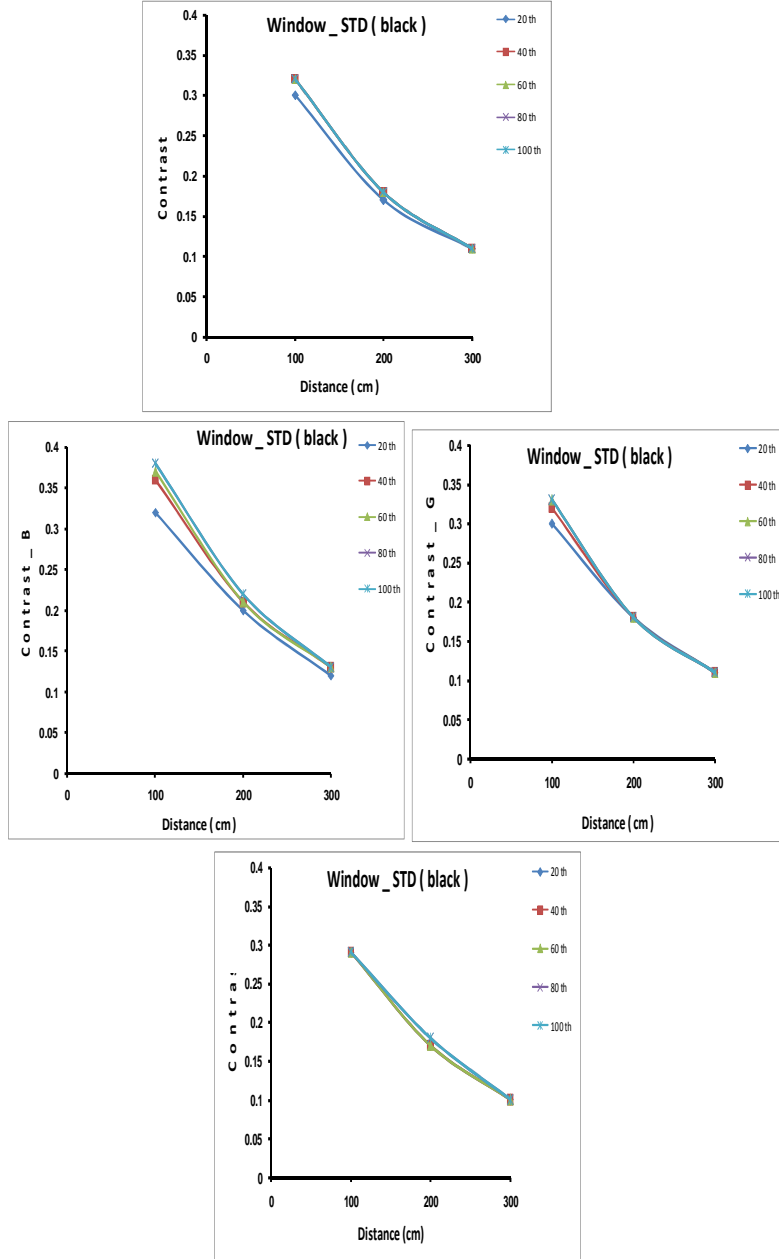 Window _ STD ( black )
0.4
0.35
0.3
0.25
0.2
0.15
0.1
0.05
0
Contrast
0 100 200 300
Distance ( cm )
20 th
40 th
60 th
80 th
100 th
Window _ STD ( black )
0.4
0.35
0.3
0.25
0.2
0.15
0.1
0.05
0
Contrast _ B
0 100 200 300
Distance ( cm )
20 th
40 th
60 th
80 th
100 th
Window _ STD ( black )
0.4
0.35
0.3
0.25
0.2
0.15
0.1
0.05
0
Contrast _ G
0 100 200 300
Distance ( cm )
20 th
40 th
60 th
80 th
100 th
Window _ STD ( black )
0.4
0.35
0.3
0.25
0.2
0.15
0.1
0.05
0
0 100 200 300
Distance (cm)
20 th
40 th
60 th
80 th
100 th